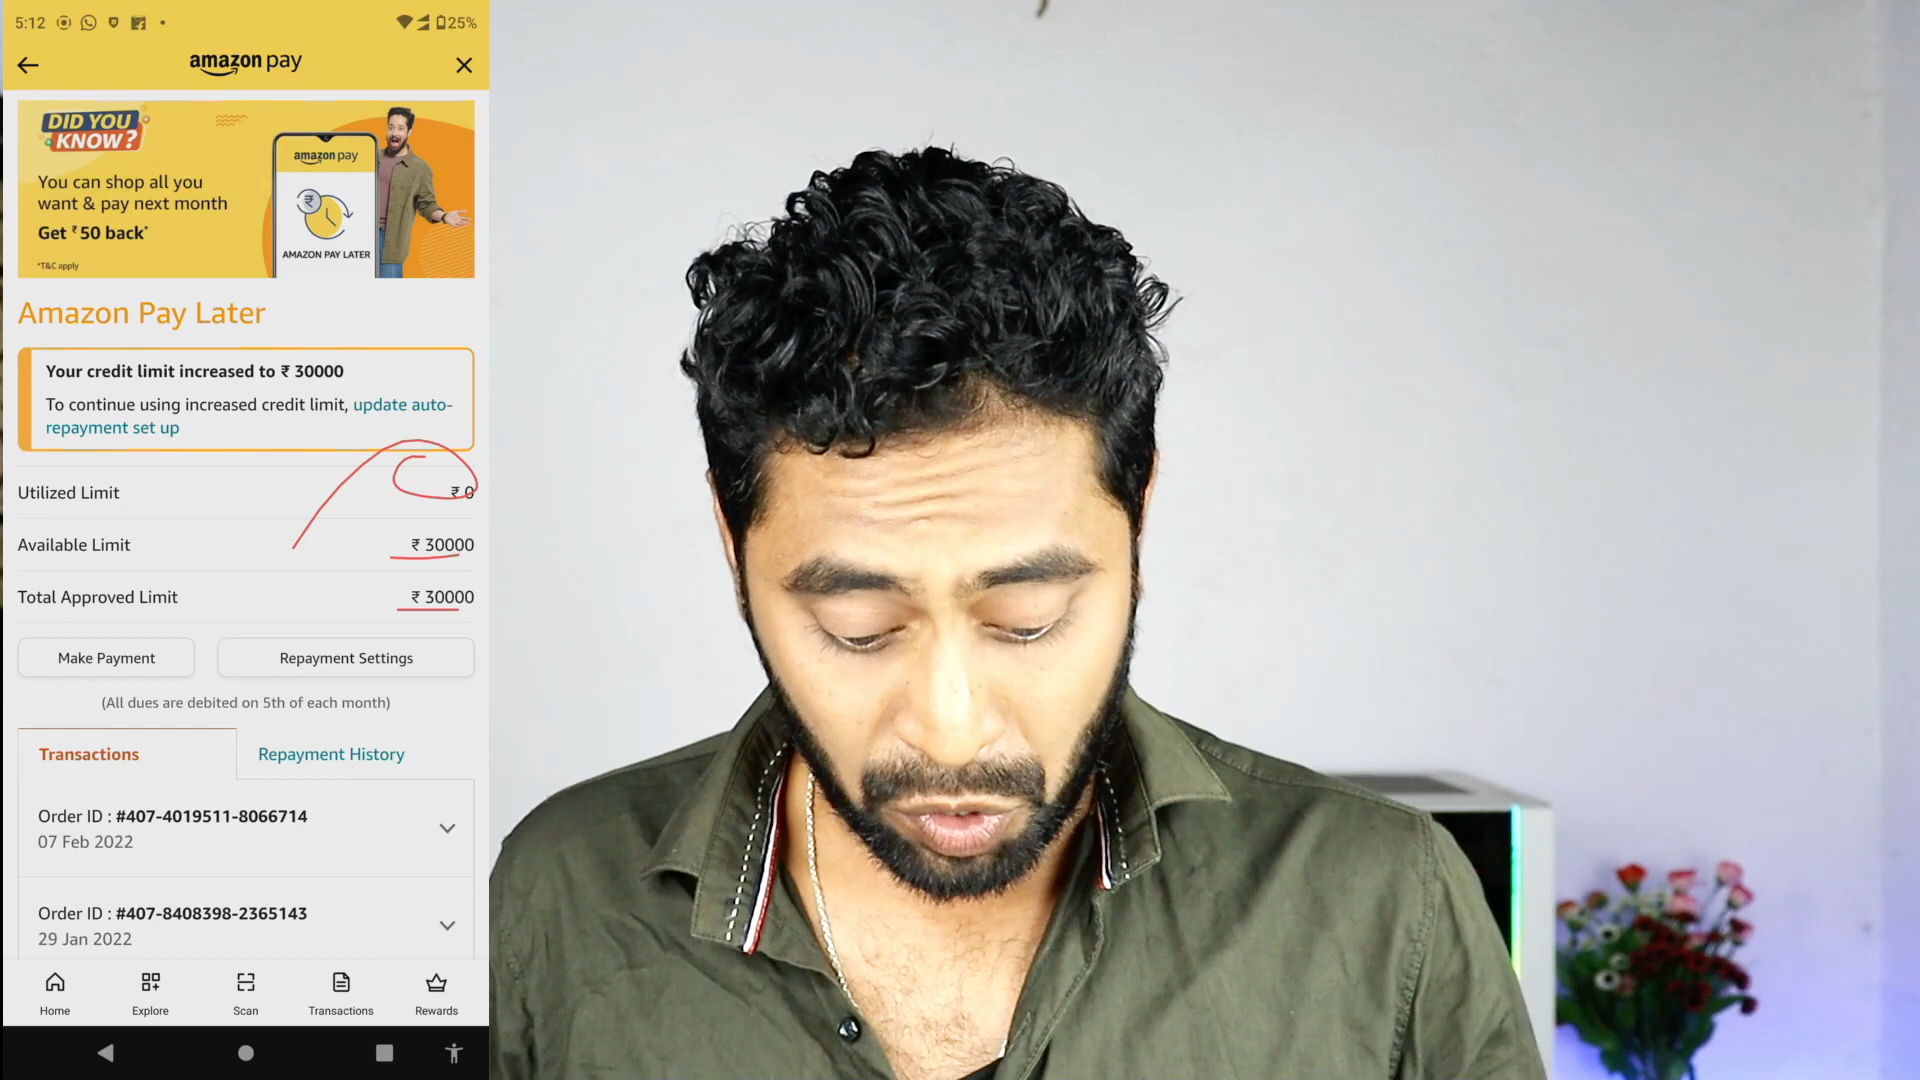 5:12
25%
amazon pay
DID YOU
KNOW?
You can shop all you
want & pay next month
Get ₹50 back*
*T&C apply
amazon pay
₹
AMAZON PAY LATER
Amazon Pay Later
Your credit limit increased to ₹ 30000
To continue using increased credit limit, update auto-
repayment set up
Utilized Limit ₹ 0
Available Limit ₹ 30000
Total Approved Limit ₹ 30000
Make Payment Repayment Settings
(All dues are debited on 5th of each month)
Transactions Repayment History
Order ID : #407-4019511-8066714
07 Feb 2022
Order ID : #407-8408398-2365143
29 Jan 2022
Home Explore Scan Transactions Rewards